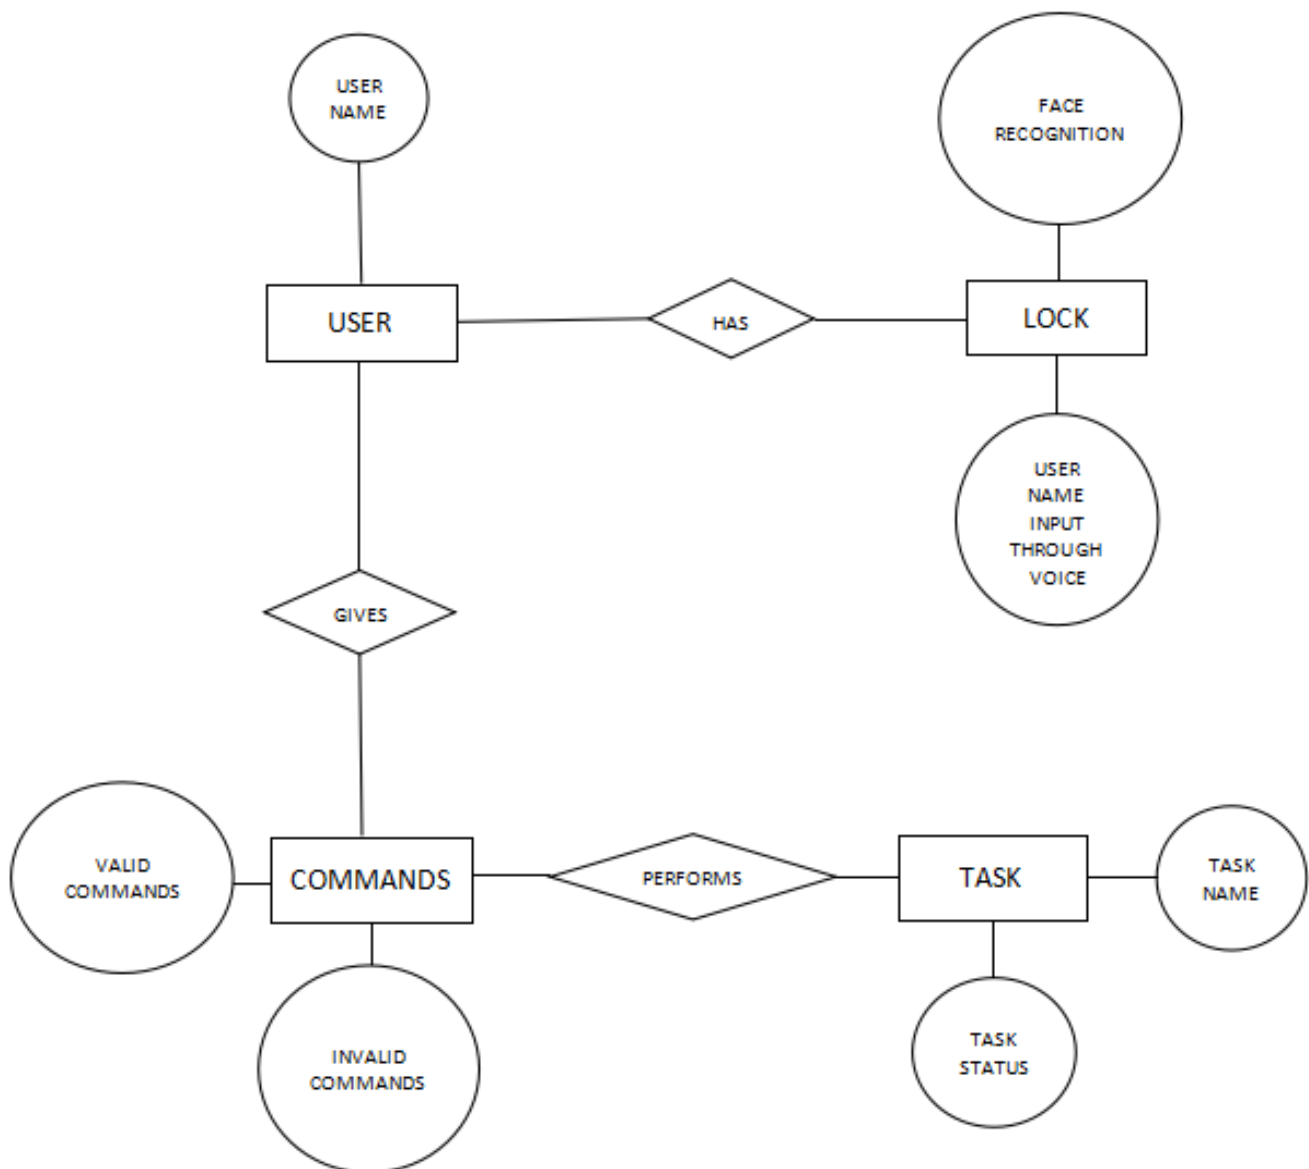 USER
NAME
FACE
RECOGNITION
USER
HAS
LOCK
USER
NAME
INPUT
THROUGH
VOICE
GIVES
VALID
COMMANDS
COMMANDS
PERFORMS
TASK
TASK
NAME
INVALID
COMMANDS
TASK
STATUS